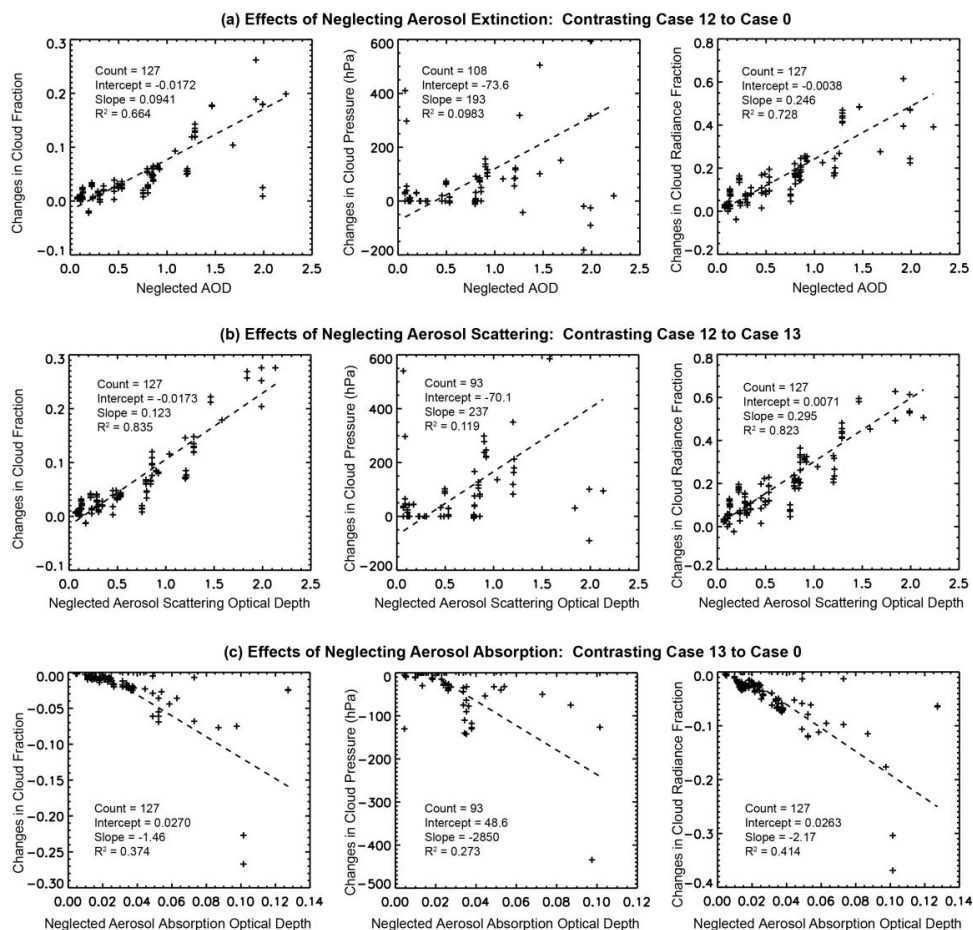 (a) Effects of Neglecting Aerosol Extinction: Contrasting Case 12 to Case 0
Changes in Cloud Fraction
0.3
0.2
0.1
0.0
−0.1
Count = 127
Intercept = -0.0172
Slope = 0.0941
R² = 0.664
0.0 0.5 1.0 1.5 2.0 2.5
Neglected AOD
Changes in Cloud Pressure (hPa)
600
400
200
0
−200
Count = 108
Intercept = -73.6
Slope = 193
R² = 0.0983
0.0 0.5 1.0 1.5 2.0 2.5
Neglected AOD
Changes in Cloud Radiance Fraction
0.8
0.6
0.4
0.2
0.0
−0.2
Count = 127
Intercept = -0.0038
Slope = 0.246
R² = 0.728
0.0 0.5 1.0 1.5 2.0 2.5
Neglected AOD
(b) Effects of Neglecting Aerosol Scattering: Contrasting Case 12 to Case 13
Changes in Cloud Fraction
0.3
0.2
0.1
0.0
−0.1
Count = 127
Intercept = -0.0173
Slope = 0.123
R² = 0.835
0.0 0.5 1.0 1.5 2.0 2.5
Neglected Aerosol Scattering Optical Depth
Changes in Cloud Pressure (hPa)
600
400
200
0
−200
Count = 93
Intercept = -70.1
Slope = 237
R² = 0.119
0.0 0.5 1.0 1.5 2.0 2.5
Neglected Aerosol Scattering Optical Depth
Changes in Cloud Radiance Fraction
0.8
0.6
0.4
0.2
0.0
−0.2
Count = 127
Intercept = 0.0071
Slope = 0.295
R² = 0.823
0.0 0.5 1.0 1.5 2.0 2.5
Neglected Aerosol Scattering Optical Depth
(c) Effects of Neglecting Aerosol Absorption: Contrasting Case 13 to Case 0
Changes in Cloud Fraction
0.00
−0.05
−0.10
−0.15
−0.20
−0.25
−0.30
Count = 127
Intercept = 0.0270
Slope = -1.46
R² = 0.374
0.00 0.02 0.04 0.06 0.08 0.10 0.12 0.14
Neglected Aerosol Absorption Optical Depth
Changes in Cloud Pressure (hPa)
0
−100
−200
−300
−400
−500
Count = 93
Intercept = 48.6
Slope = -2850
R² = 0.273
0.00 0.02 0.04 0.06 0.08 0.10 0.12
Neglected Aerosol Absorption Optical Depth
Changes in Cloud Radiance Fraction
0.0
−0.1
−0.2
−0.3
−0.4
Count = 127
Intercept = 0.0263
Slope = -2.17
R² = 0.414
0.00 0.02 0.04 0.06 0.08 0.10 0.12 0.14
Neglected Aerosol Absorption Optical Depth